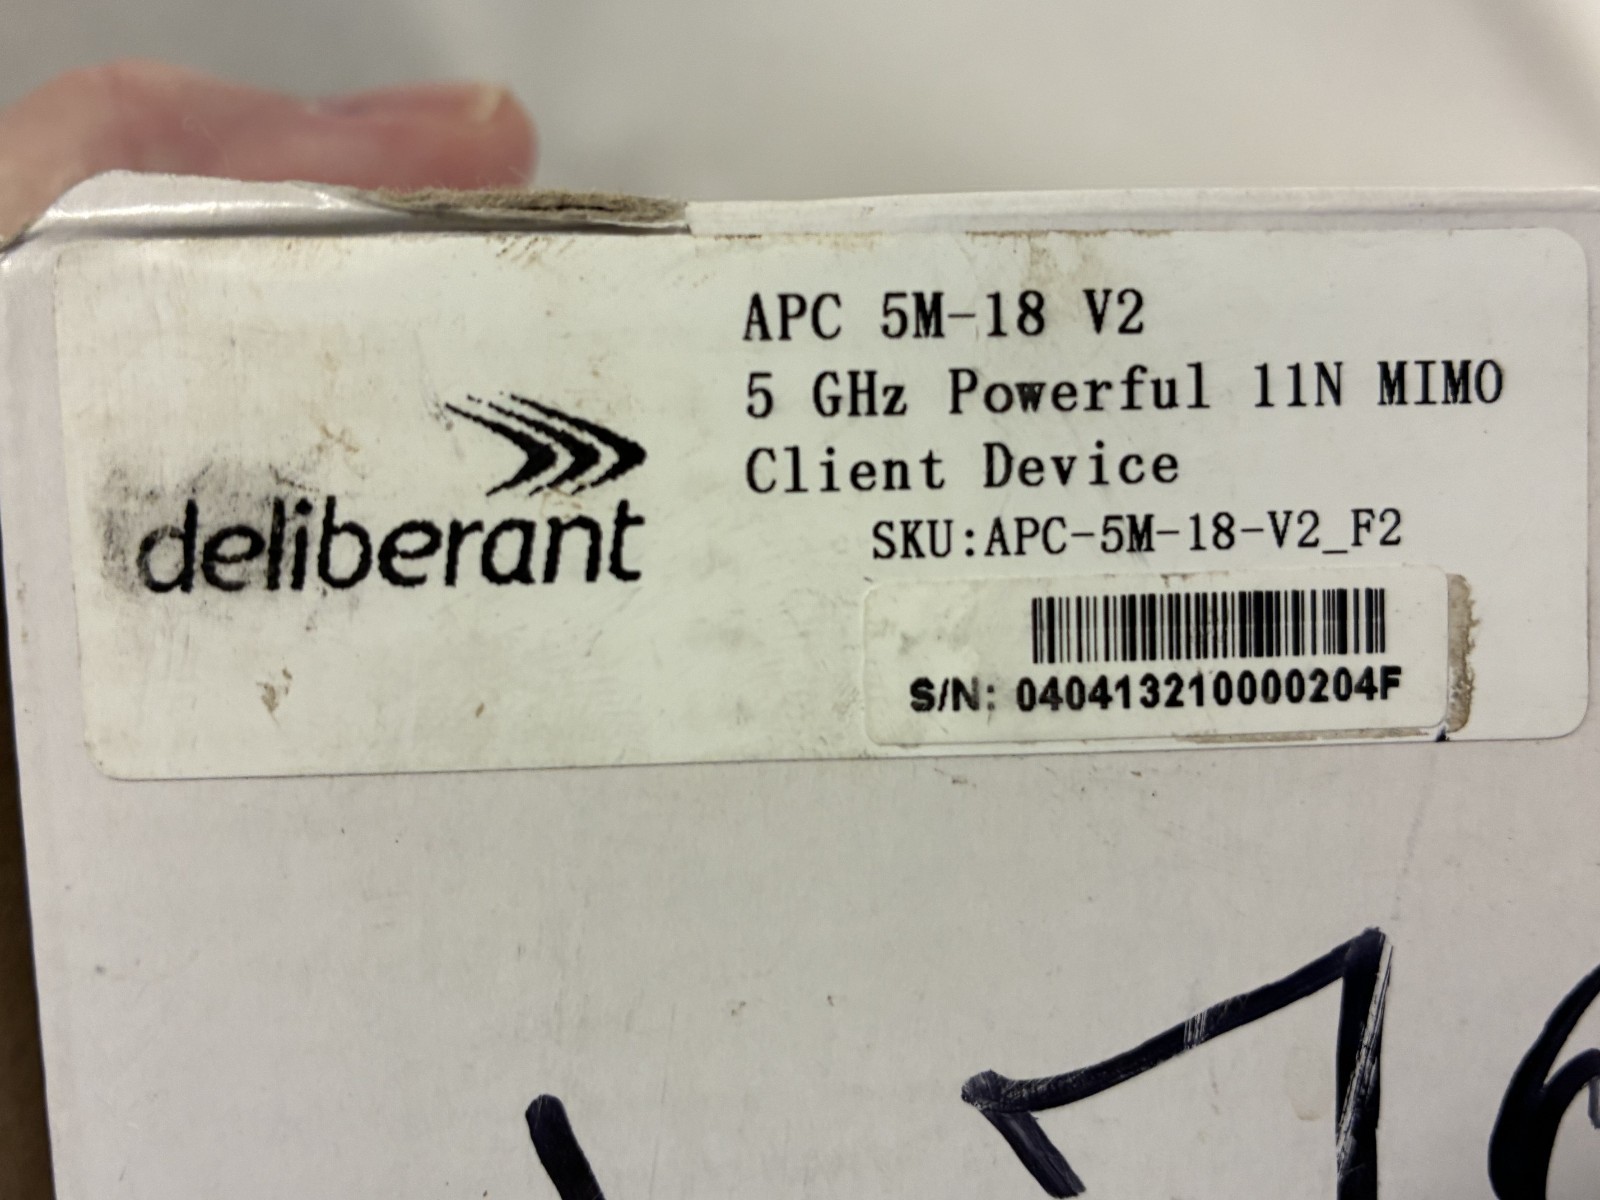 deliberant
APC 5M-18 V2
5 GHz Powerful 11N MIMO
Client Device
SKU:APC-5M-18-V2_F2
S/N: 040413210000204F